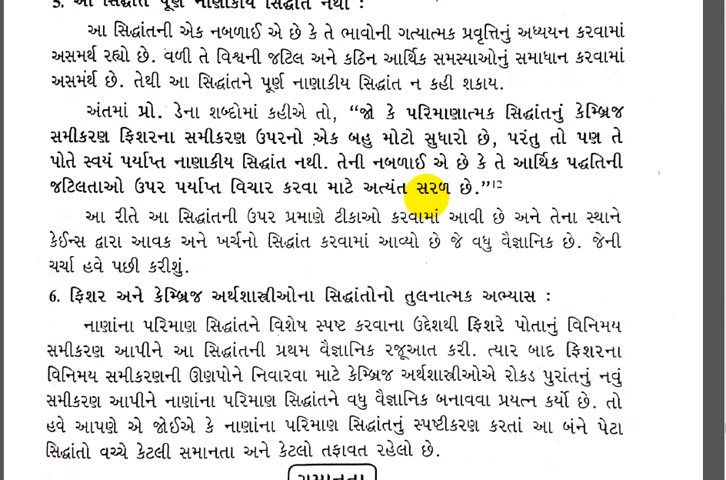 5. આ સિદ્ધાંત પૂર્ણ નાણાકીય સિદ્ધાંત નથી :
આ સિદ્ધાંતની એક નબળાઈ એ છે કે તે ભાવોની ગત્યાત્મક પ્રવૃત્તિનું અધ્યયન કરવામાં
અસમર્થ રહ્યો છે. વળી તે વિશ્વની જટિલ અને કઠિન આર્થિક સમસ્યાઓનું સમાધાન કરવામાં
અસમર્થ છે. તેથી આ સિદ્ધાંતને પૂર્ણ નાણાકીય સિદ્ધાંત ન કહી શકાય.
અંતમાં પ્રો. ડેના શબ્દોમાં કહીએ તો, “જો કે પરિમાણાત્મક સિદ્ધાંતનું કેમ્બ્રિજ
સમીકરણ ફિશરના સમીકરણ ઉપરનો એક બહુ મોટો સુધારો છે, પરંતુ તો પણ તે
પોતે સ્વયં પર્યાપ્ત નાણાકીય સિદ્ધાંત નથી. તેની નબળાઈ એ છે કે તે આર્થિક પદ્ધતિની
જટિલતાઓ ઉપર પર્યાપ્ત વિચાર કરવા માટે અત્યંત સરળ છે.”12
આ રીતે આ સિદ્ધાંતની ઉપર પ્રમાણે ટીકાઓ કરવામાં આવી છે અને તેના સ્થાને
કેઈન્સ દ્વારા આવક અને ખર્ચનો સિદ્ધાંત કરવામાં આવ્યો છે જે વધુ વૈજ્ઞાનિક છે. જેની
ચર્ચા હવે પછી કરીશું.
6. ફિશર અને કેમ્બ્રિજ અર્થશાસ્ત્રીઓના સિદ્ધાંતોનો તુલનાત્મક અભ્યાસ :
નાણાંના પરિમાણ સિદ્ધાંતને વિશેષ સ્પષ્ટ કરવાના ઉદ્દેશથી ફિશરે પોતાનું વિનિમય
સમીકરણ આપીને આ સિદ્ધાંતની પ્રથમ વૈજ્ઞાનિક રજૂઆત કરી. ત્યાર બાદ ફિશરના
વિનિમય સમીકરણની ઊણપોને નિવારવા માટે કેમ્બ્રિજ અર્થશાસ્ત્રીઓએ રોકડ પુરાંતનું નવું
સમીકરણ આપીને નાણાંના પરિમાણ સિદ્ધાંતને વધુ વૈજ્ઞાનિક બનાવવા પ્રયત્ન કર્યો છે. તો
હવે આપણે એ જોઈએ કે નાણાંના પરિમાણ સિદ્ધાંતનું સ્પષ્ટીકરણ કરતાં આ બંને પેટા
સિદ્ધાંતો વચ્ચે કેટલી સમાનતા અને કેટલો તફાવત રહેલો છે.
સમાનતા